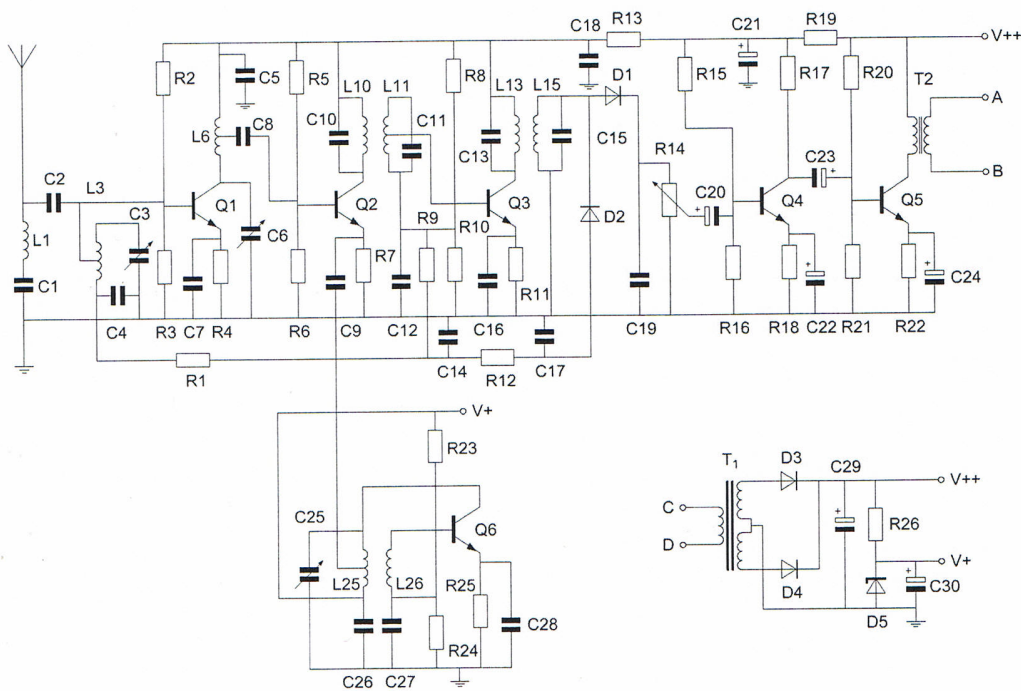 C18 R13 C21 R19
V++
R2 C5 R5 L10 L11 R8 L13 L15 D1 R15 R17 R20 T2
C8 C10 C11 A
L6 C13 C15
C2 L3 R14 C23 B
C3 Q1 Q2 Q3 C20 Q4 Q5
L1 C6 R7 R9 R10 D2
C1 R11 C24
C4 R3 C7 R4 R6 C9 C12 C16 C19 R16 R18 C22 R21 R22
R1 C14 R12 C17
V+
R23
T1 D3 C29 V++
C25 Q6 C R26
D
L25 L26 R25 D4 V+
C30
R24 C28 D5
C26 C27